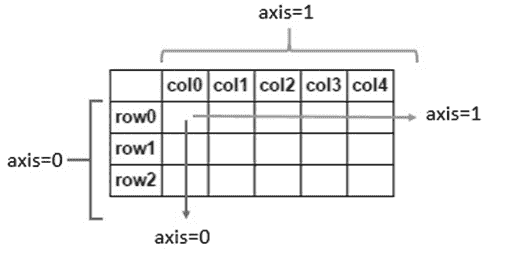 axis=1
col0 col1 col2 col3 col4
row0
axis=1
row1
axis=0
row2
axis=0